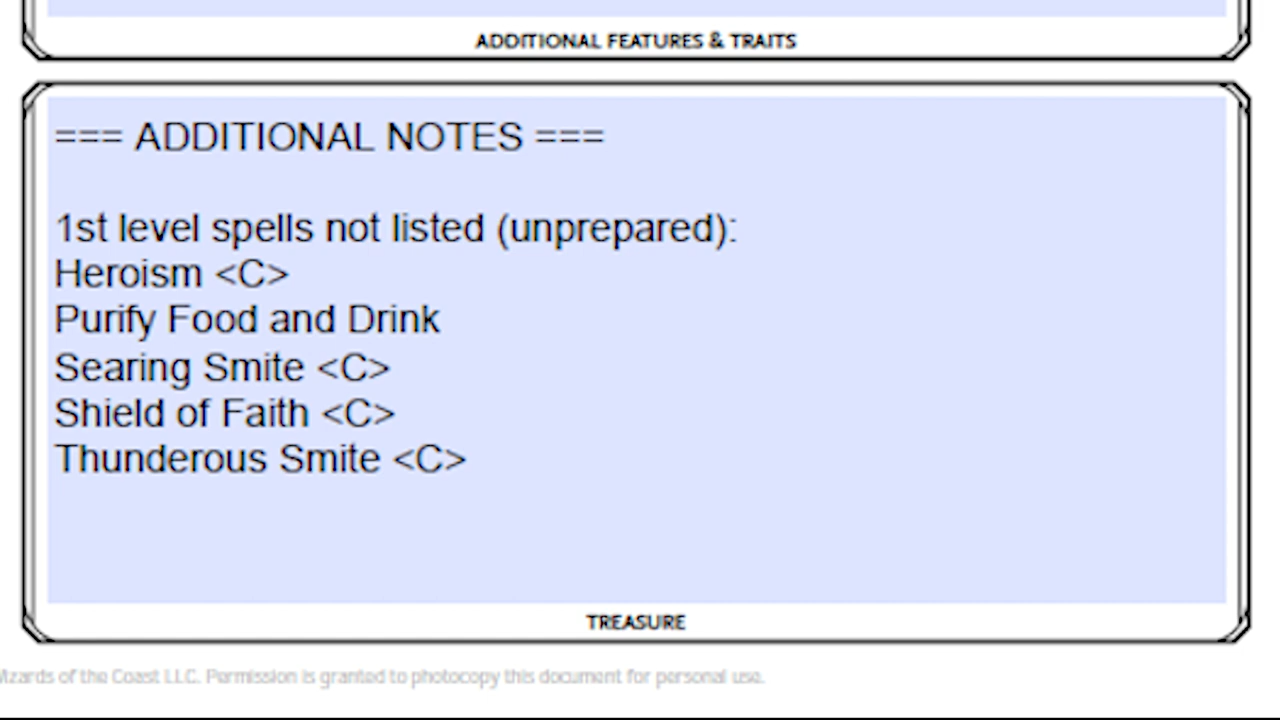 ADDITIONAL FEATURES & TRAITS
=== ADDITIONAL NOTES ===
1st level spells not listed (unprepared):
Heroism <C>
Purify Food and Drink
Searing Smite <C>
Shield of Faith <C>
Thunderous Smite <C>
TREASURE
Wizards of the Coast LLC. Permission is granted to photocopy this document for personal use.